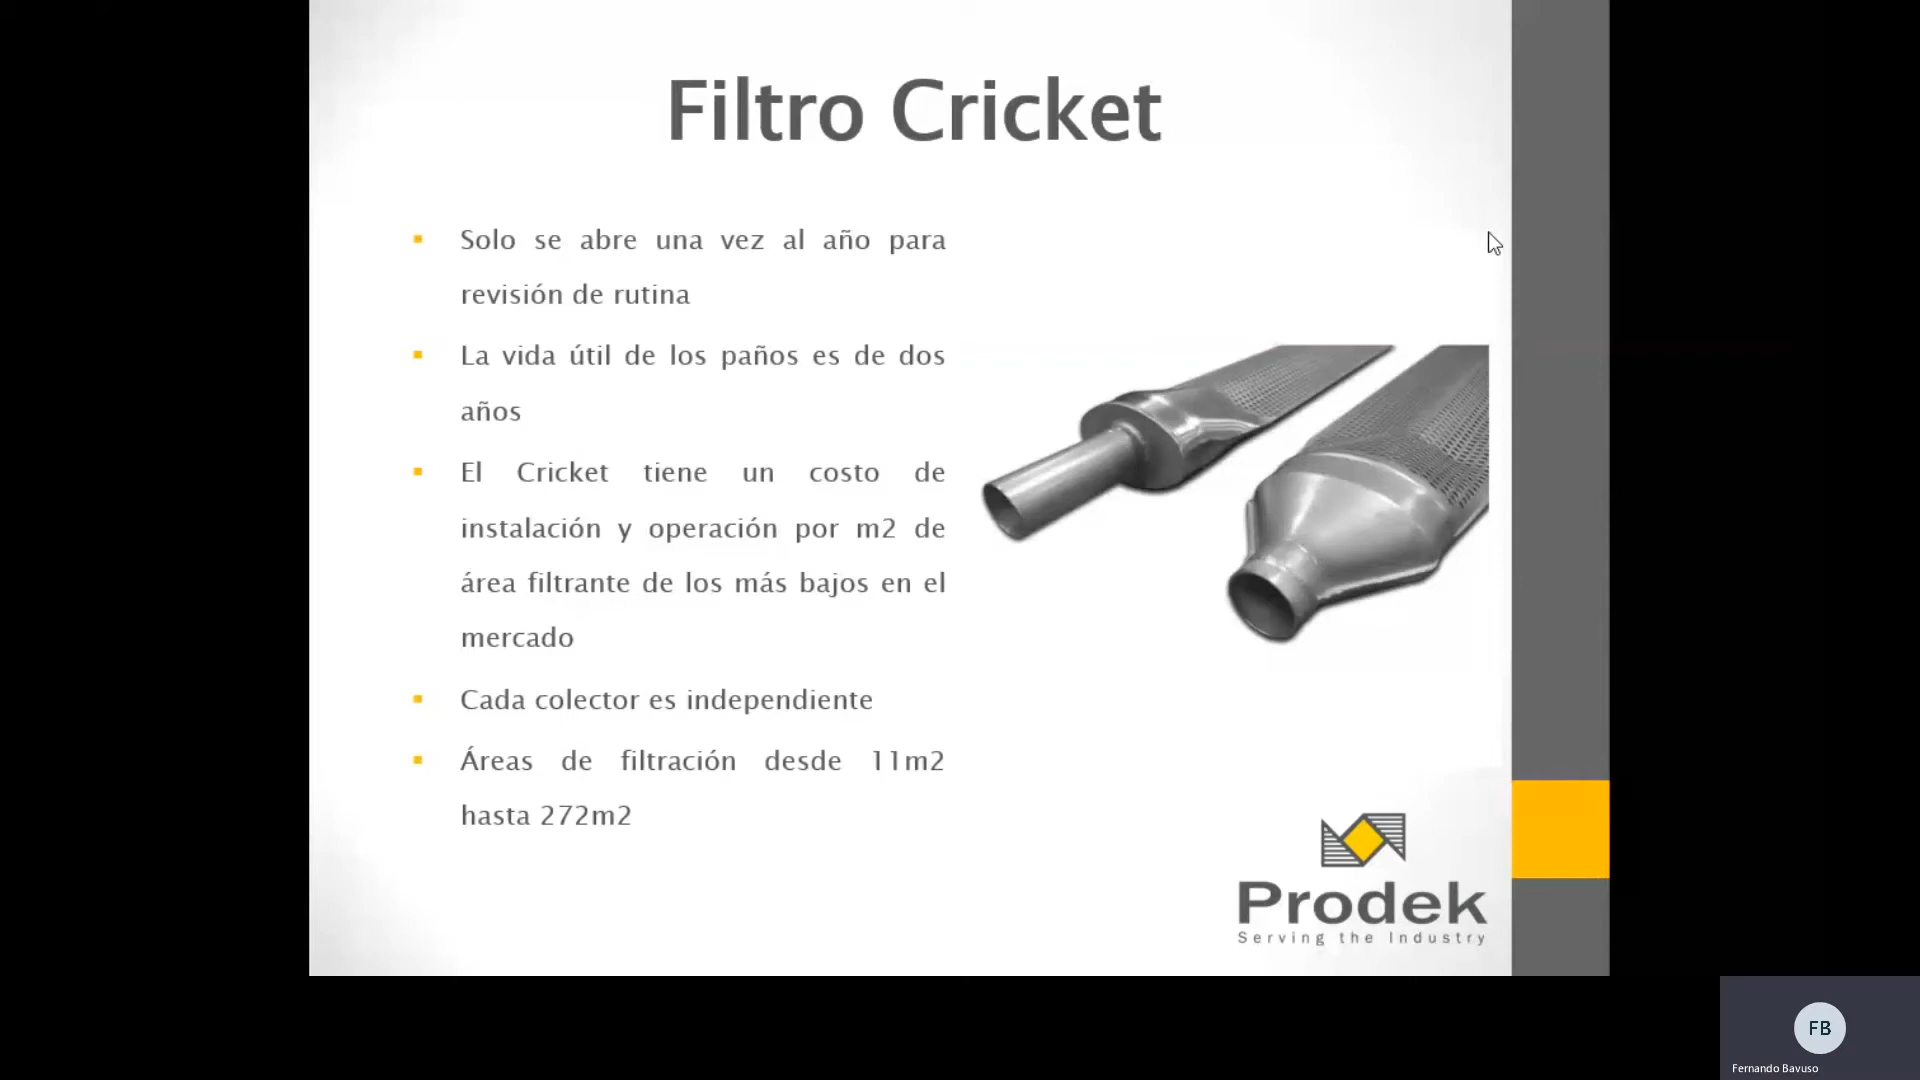 Filtro Cricket
Solo se abre una vez al año para
revisión de rutina
La vida útil de los paños es de dos
años
El Cricket tiene un costo de
instalación y operación por m2 de
área filtrante de los más bajos en el
mercado
Cada colector es independiente
Áreas de filtración desde 11m2
hasta 272m2
Prodek
Serving the Industry
FB
Fernando Bavuso